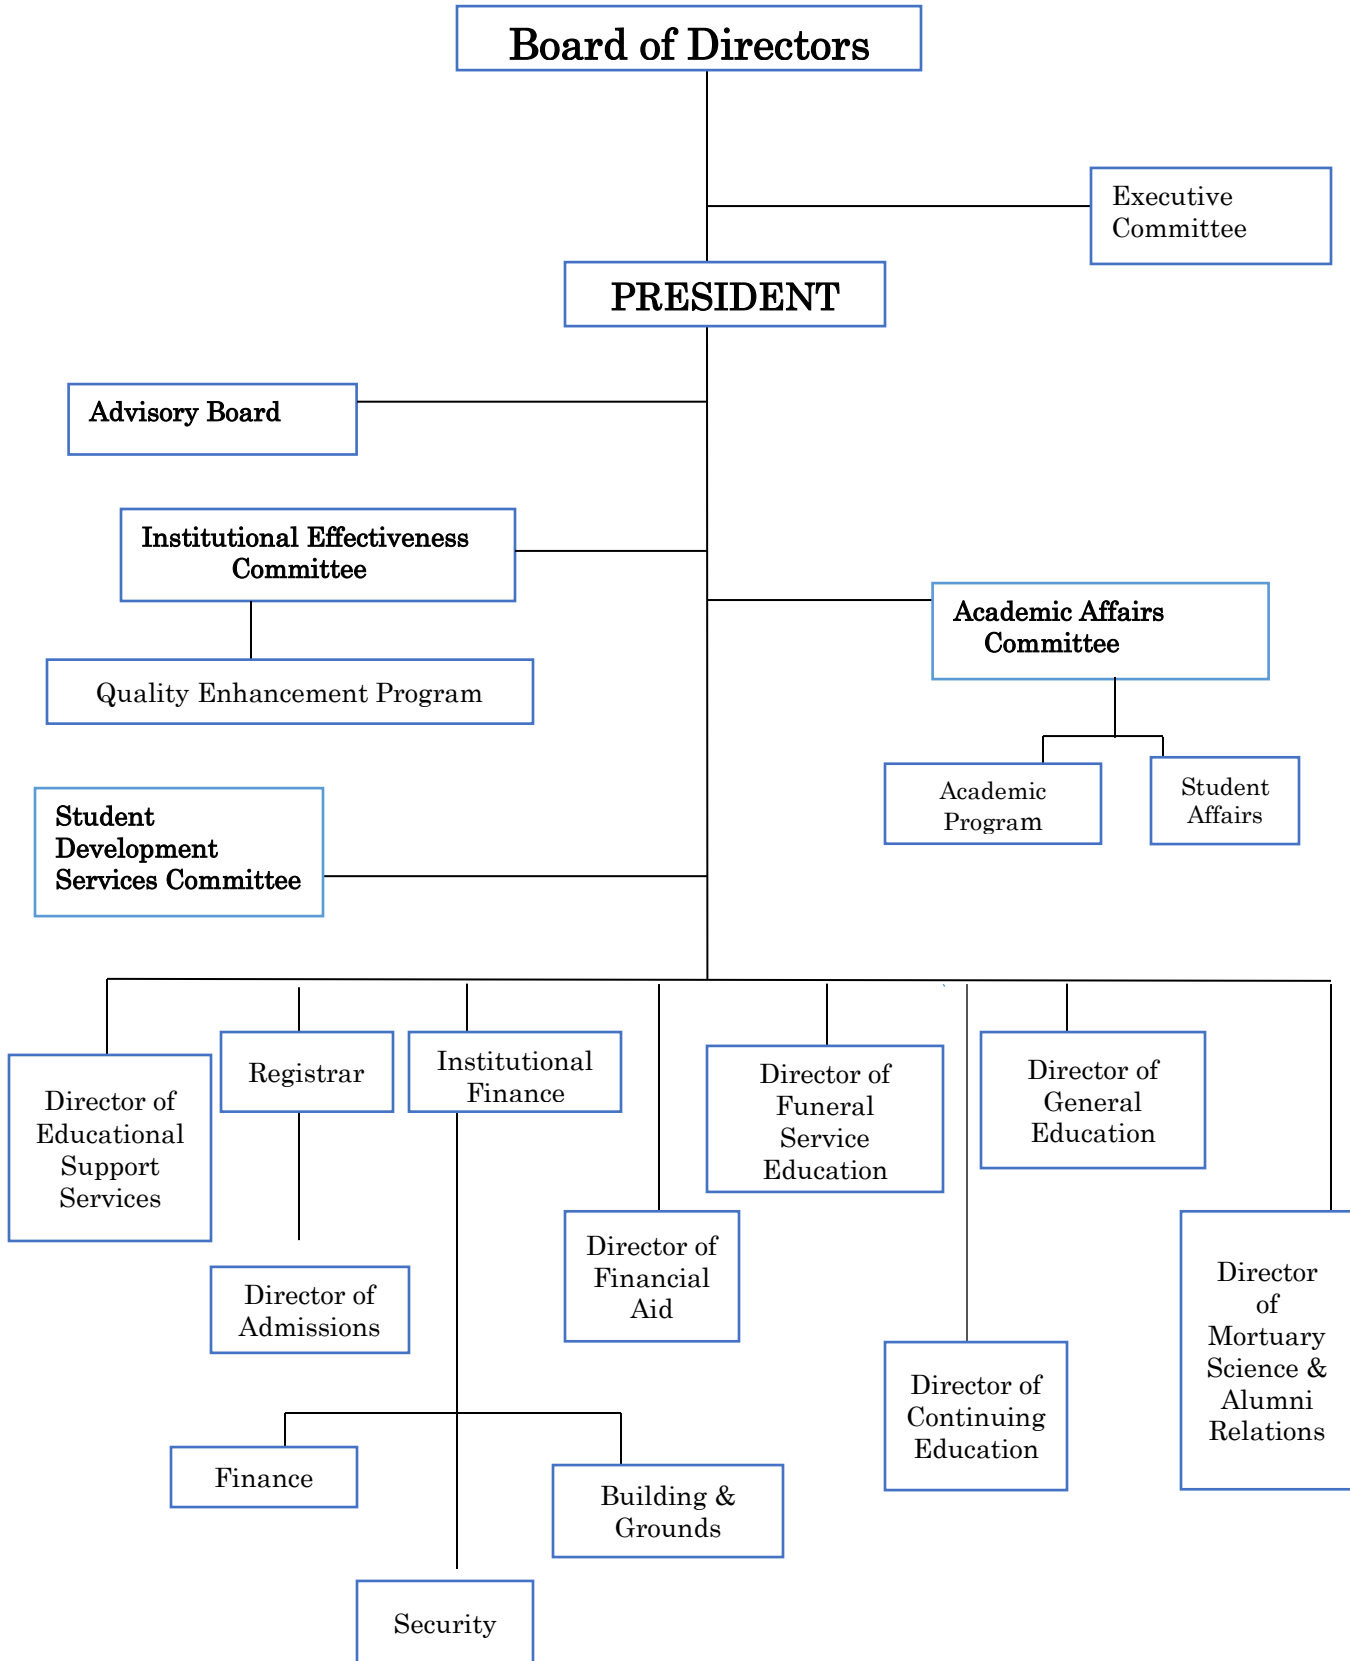 Board of Directors
Executive
Committee
PRESIDENT
Advisory Board
Institutional Effectiveness
Committee
Academic Affairs
Committee
Quality Enhancement Program
Academic
Program
Student
Affairs
Student
Development
Services Committee
Director of
Educational
Support
Services
Registrar
Institutional
Finance
Director of
Funeral
Service
Education
Director of
General
Education
Director of
Financial
Aid
Director
of
Mortuary
Science &
Alumni
Relations
Director of
Admissions
Director of
Continuing
Education
Finance
Building &
Grounds
Security